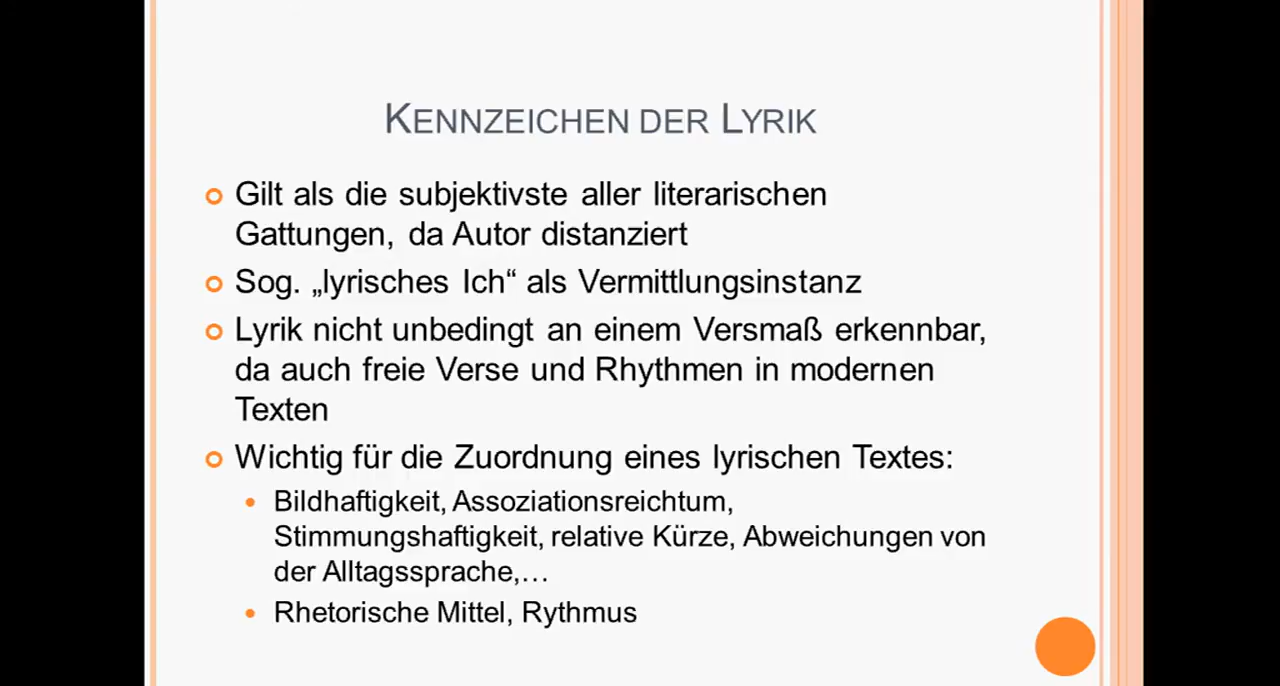 KENNZEICHEN DER LYRIK
Gilt als die subjektivste aller literarischen
Gattungen, da Autor distanziert
Sog. „lyrisches Ich“ als Vermittlungsinstanz
Lyrik nicht unbedingt an einem Versmaß erkennbar,
da auch freie Verse und Rhythmen in modernen
Texten
Wichtig für die Zuordnung eines lyrischen Textes:
Bildhaftigkeit, Assoziationsreichtum,
Stimmungshaftigkeit, relative Kürze, Abweichungen von
der Alltagssprache,…
Rhetorische Mittel, Rythmus